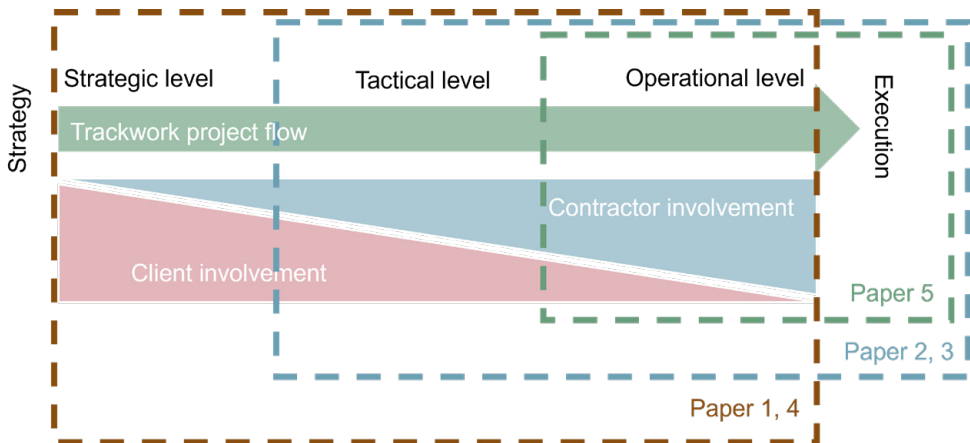 Strategy
Strategic level
Tactical level
Operational level
Execution
Trackwork project flow
Contractor involvement
Client involvement
Paper 5
Paper 2, 3
Paper 1, 4